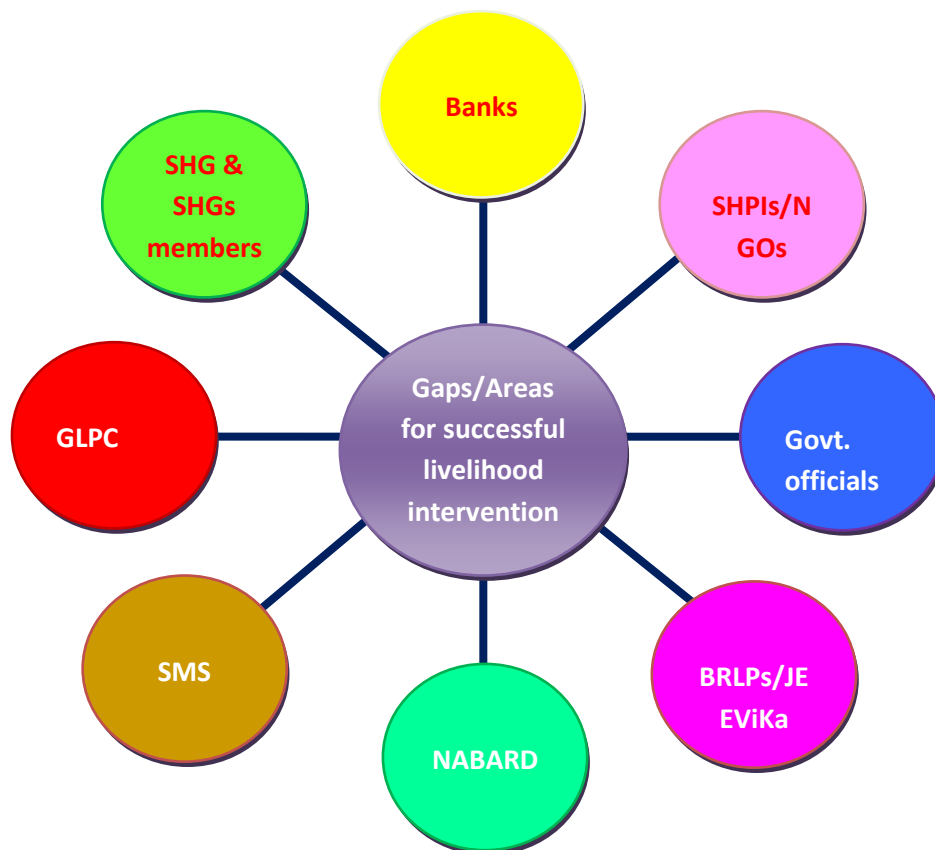 Banks
SHG &
SHGs
members
SHPIs/N
GOs
Gaps/Areas
for successful
livelihood
intervention
GLPC
Govt.
officials
SMS
BRLPs/JE
EViKa
NABARD